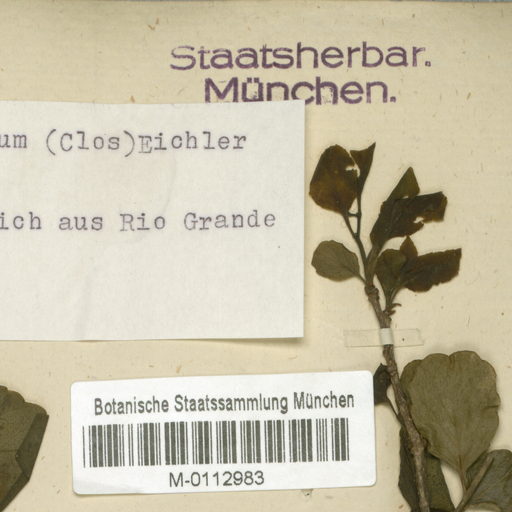 Staatsherbar.
München.
um (Clos)Eichler
ich aus Rio Grande
Botanische Staatssammlung München
M-0112983